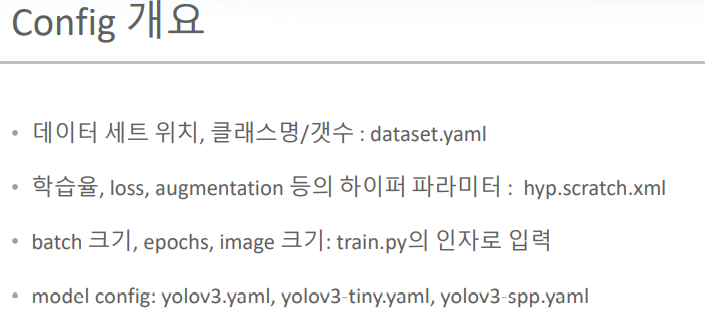 Config 개요
• 데이터 세트 위치, 클래스명/갯수 : dataset.yaml
• 학습율, loss, augmentation 등의 하이퍼 파라미터 : hyp.scratch.xml
• batch 크기, epochs, image 크기: train.py의 인자로 입력
• model config: yolov3.yaml, yolov3-tiny.yaml, yolov3-spp.yaml